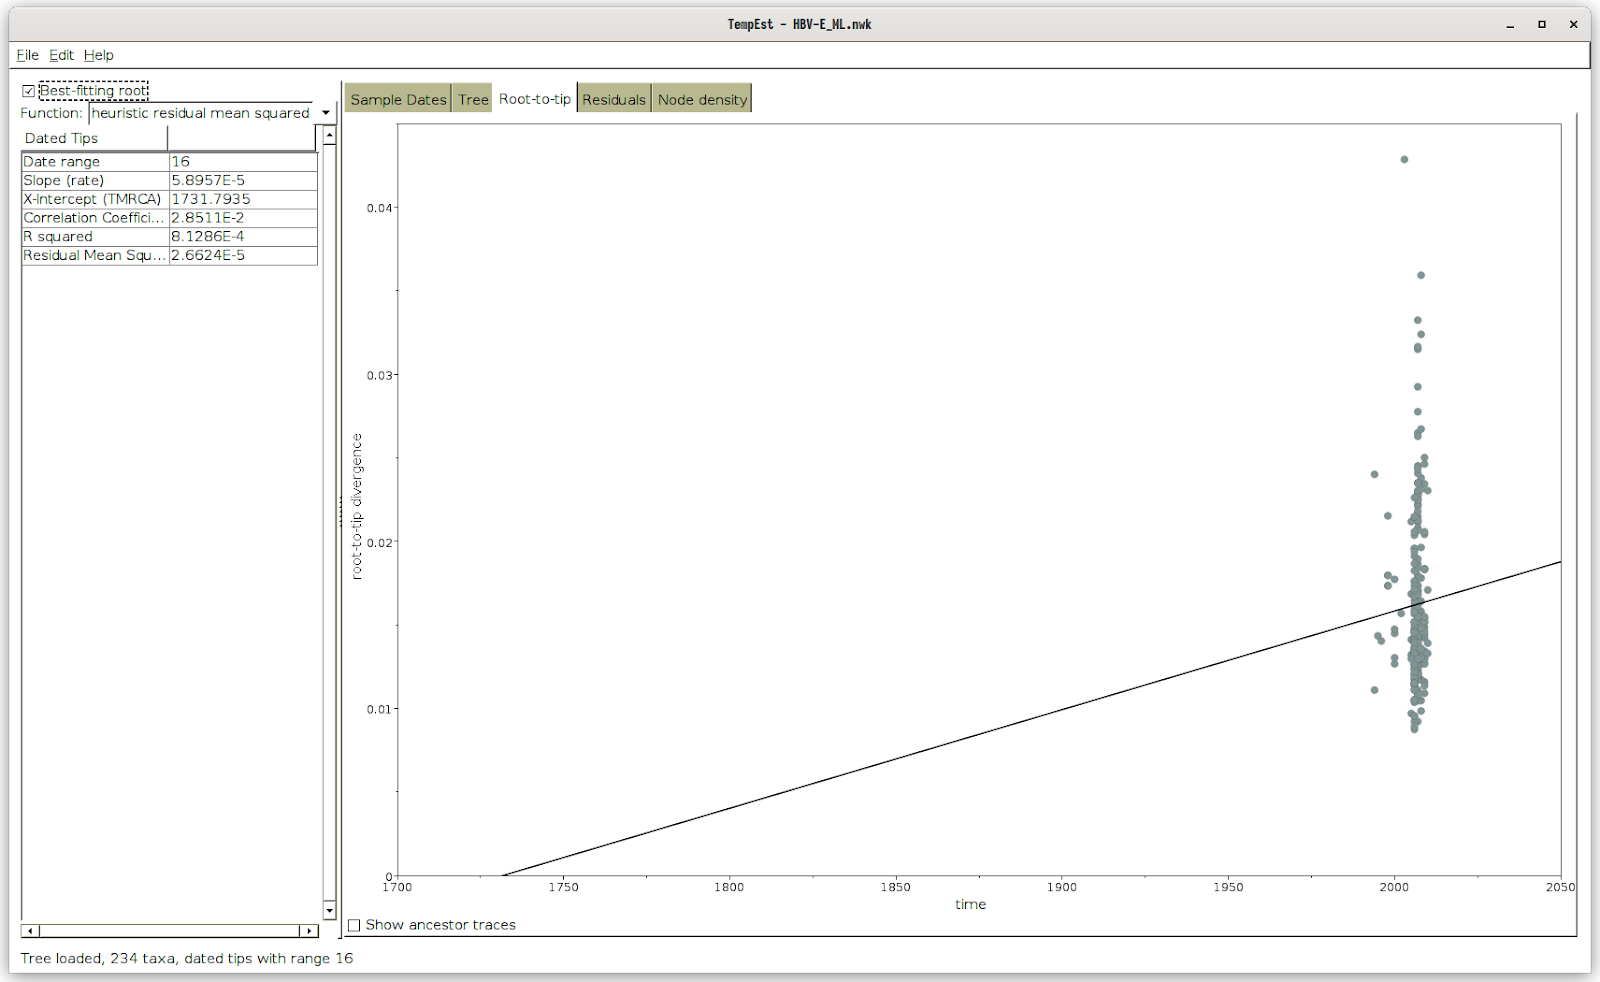 TempEst - HBV-E_ML.nwk
File Edit Help
Best-fitting root
Function: heuristic residual mean squared
Dated Tips
Date range 16
Slope (rate) 5.8957E-5
X-Intercept (TMRCA) 1731.7935
Correlation Coeffici... 2.8511E-2
R squared 8.1286E-4
Residual Mean Squ... 2.6624E-5
Sample Dates Tree Root-to-tip Residuals Node density
0.04
0.03
0.02
0.01
0
root-to-tip divergence
1700 1750 1800 1850 1900 1950 2000 2050
time
Show ancestor traces
Tree loaded, 234 taxa, dated tips with range 16